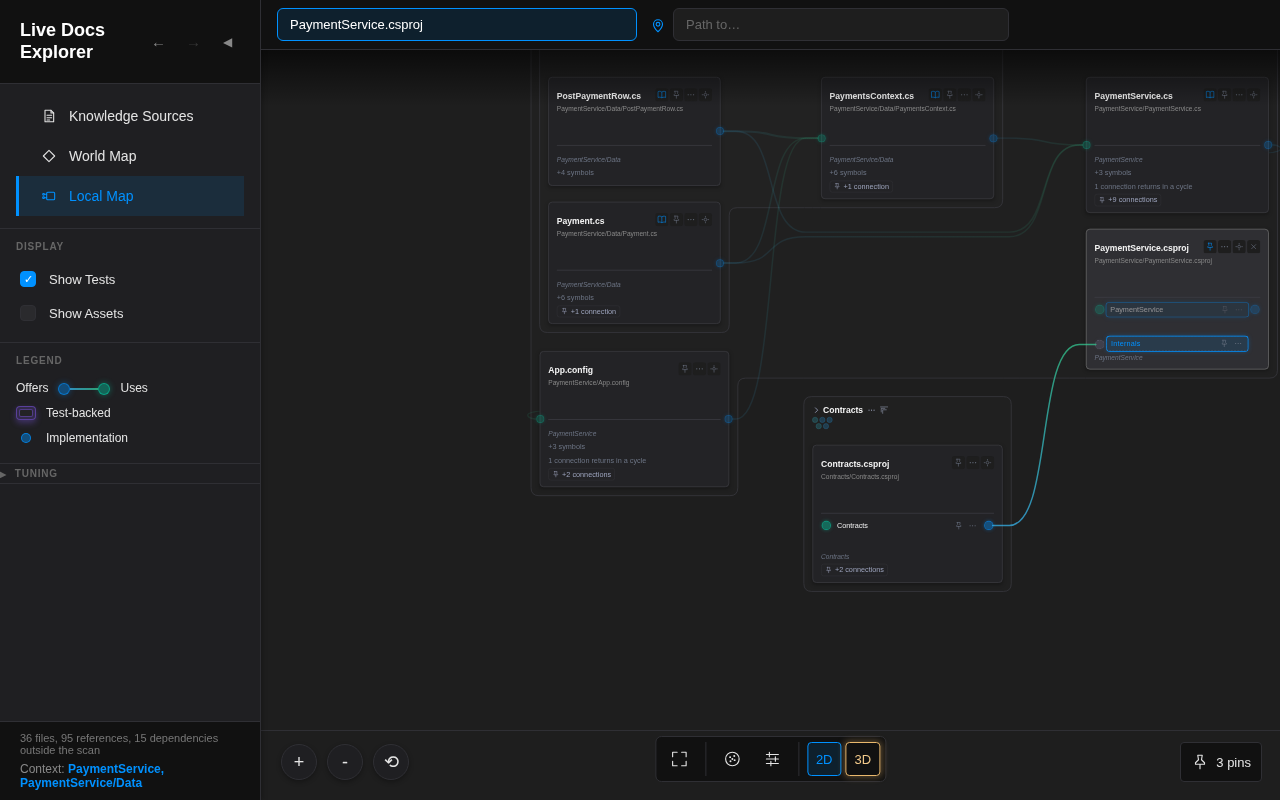 Live Docs
Explorer
← → ◀
Knowledge Sources
World Map
Local Map
DISPLAY
✓ Show Tests
Show Assets
LEGEND
Offers Uses
Test-backed
Implementation
▶ TUNING
36 files, 95 references, 15 dependencies
outside the scan
Context: PaymentService,
PaymentService/Data
PaymentService.csproj
Path to…
PostPaymentRow.cs
PaymentService/Data/PostPaymentRow.cs
PaymentService/Data
+4 symbols
Payment.cs
PaymentService/Data/Payment.cs
PaymentService/Data
+6 symbols
+1 connection
App.config
PaymentService/App.config
PaymentService
+3 symbols
1 connection returns in a cycle
+2 connections
PaymentsContext.cs
PaymentService/Data/PaymentsContext.cs
PaymentService/Data
+6 symbols
+1 connection
Contracts
Contracts.csproj
Contracts/Contracts.csproj
Contracts
Contracts
+2 connections
PaymentService.cs
PaymentService/PaymentService.cs
PaymentService
+3 symbols
1 connection returns in a cycle
+9 connections
PaymentService.csproj
PaymentService/PaymentService.csproj
PaymentService
Internals
PaymentService
+ - ⟲
2D 3D
3 pins